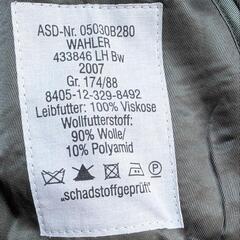 ASD-Nr. 05030B280
WAHLER
433846 LH Bw
2007
Gr. 174/88
8405-12-329-8492
Leibfutter: 100% Viskose
Wollfutterstoff:
90% Wolle/
10% Polyamid
„schadstoffgeprüft“